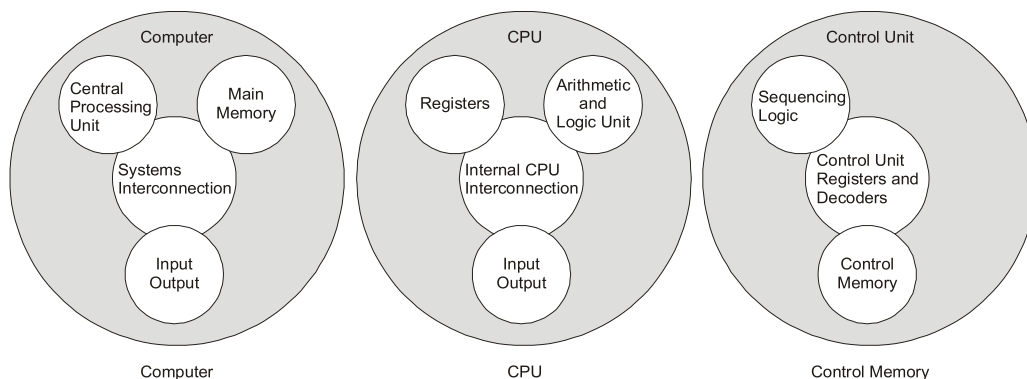 Computer
Central
Processing
Unit
Main
Memory
Systems
Interconnection
Input
Output
Computer
CPU
Registers
Arithmetic
and
Logic Unit
Internal CPU
Interconnection
Input
Output
CPU
Control Unit
Sequencing
Logic
Control Unit
Registers and
Decoders
Control
Memory
Control Memory